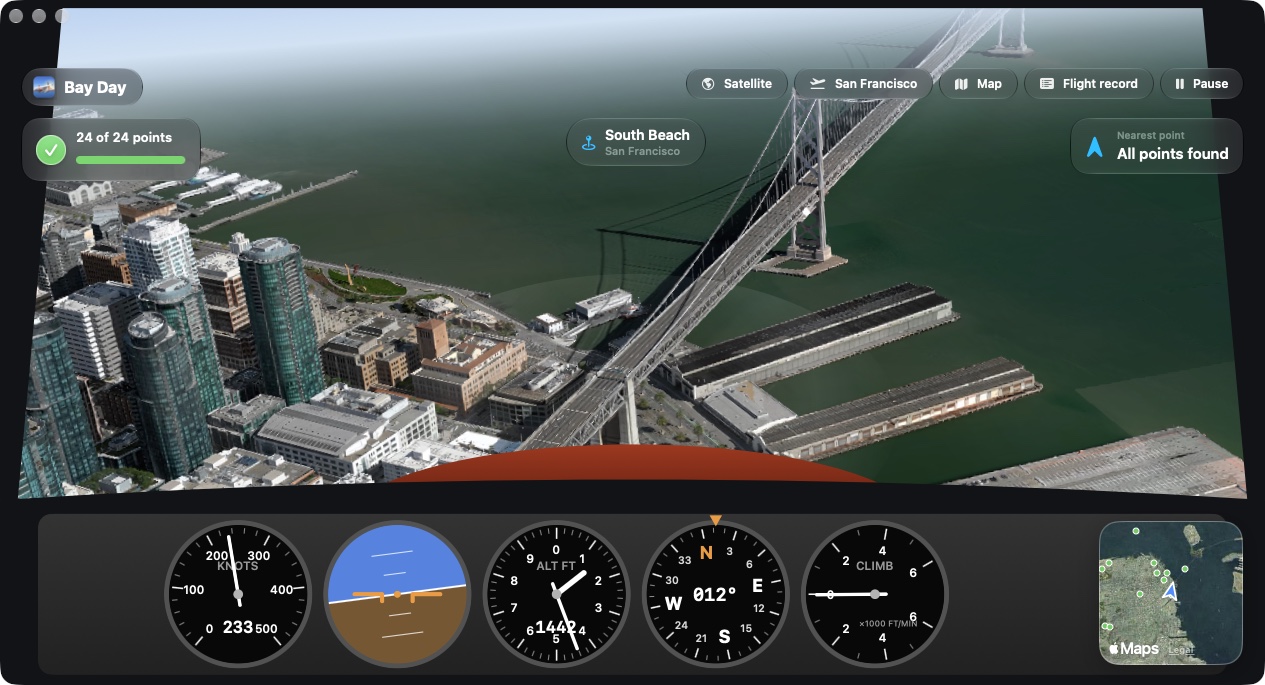 Bay Day
Satellite
San Francisco
Map
Flight record
Pause
24 of 24 points
South Beach
San Francisco
Nearest point
All points found
0
100
200
300
400
500
KNOTS
233
0
1
2
3
4
5
6
7
8
9
ALT FT
1442
N
3
6
E
12
15
S
21
24
W
30
33
012°
CLIMB
0
2
4
6
2
4
6
×1000 FT/MIN
Maps
Legal